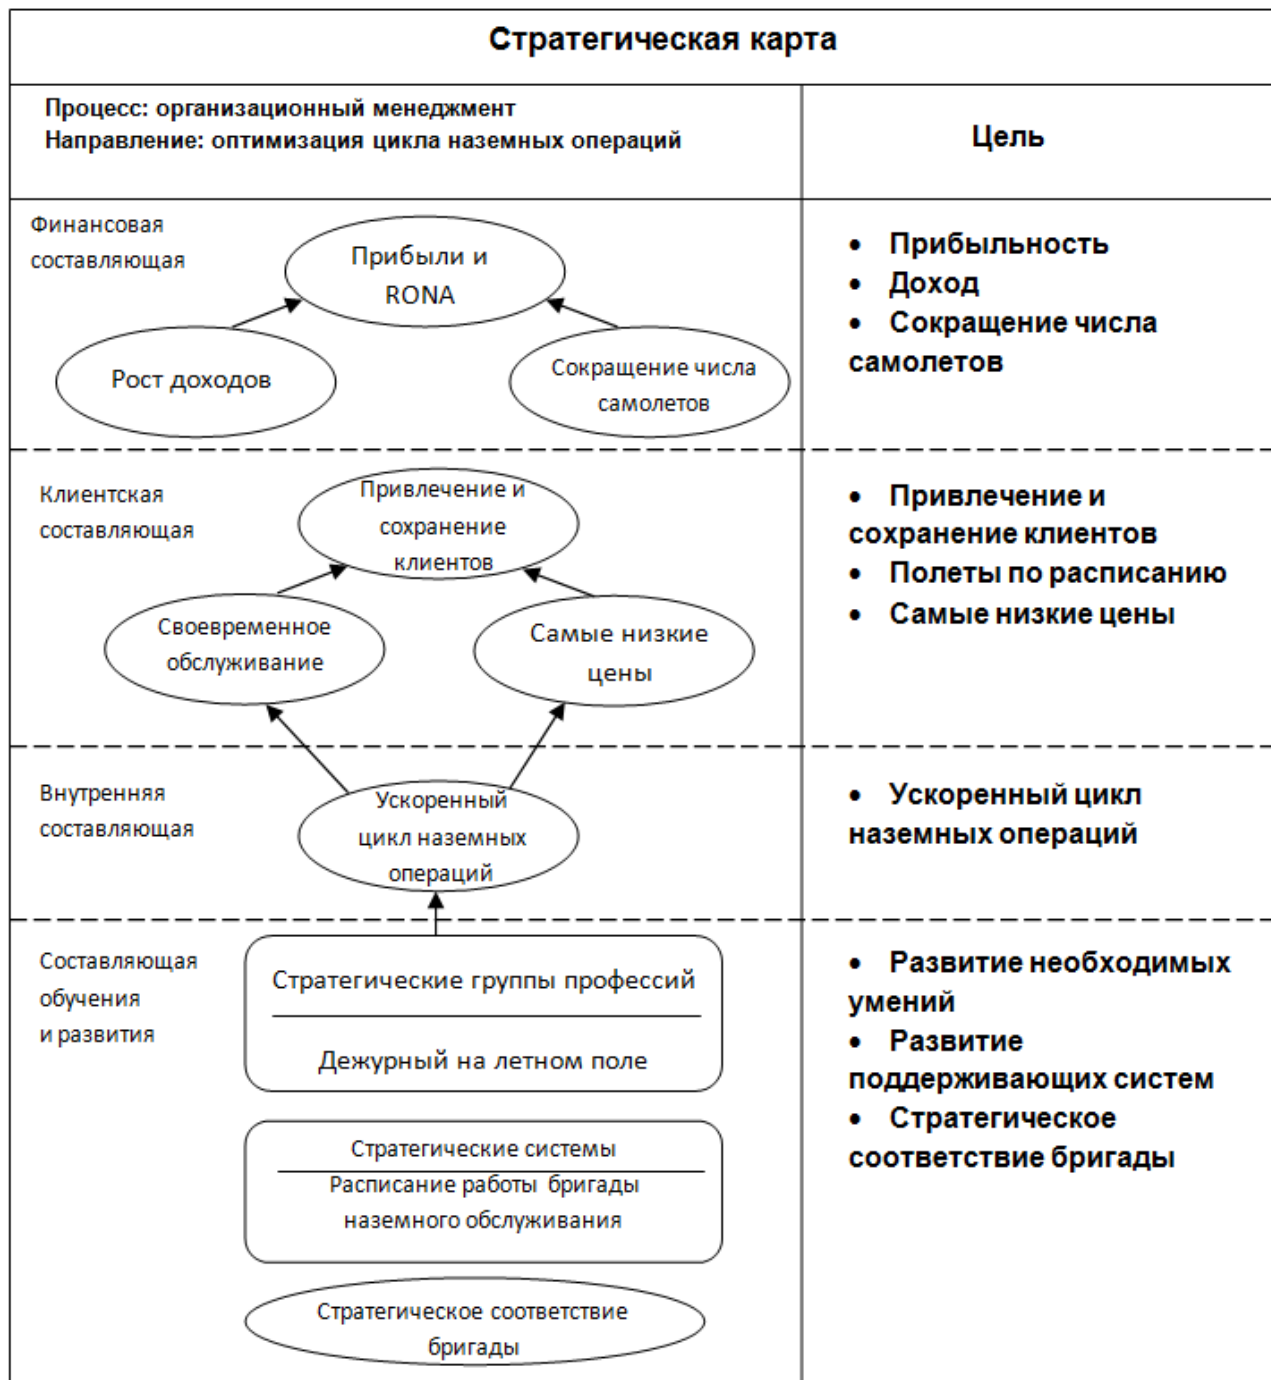 Стратегическая карта
Процесс: организационный менеджмент
Направление: оптимизация цикла наземных операций
Цель
Финансовая
составляющая
Прибыли и
RONA
Рост доходов
Сокращение числа
самолетов
• Прибыльность
• Доход
• Сокращение числа
самолетов
Клиентская
составляющая
Привлечение и
сохранение
клиентов
Своевременное
обслуживание
Самые низкие
цены
• Привлечение и
сохранение клиентов
• Полеты по расписанию
• Самые низкие цены
Внутренняя
составляющая
Ускоренный
цикл наземных
операций
• Ускоренный цикл
наземных операций
Составляющая
обучения
и развития
Стратегические группы профессий
Дежурный на летном поле
Стратегические системы
Расписание работы бригады
наземного обслуживания
Стратегическое соответствие
бригады
• Развитие необходимых
умений
• Развитие
поддерживающих систем
• Стратегическое
соответствие бригады